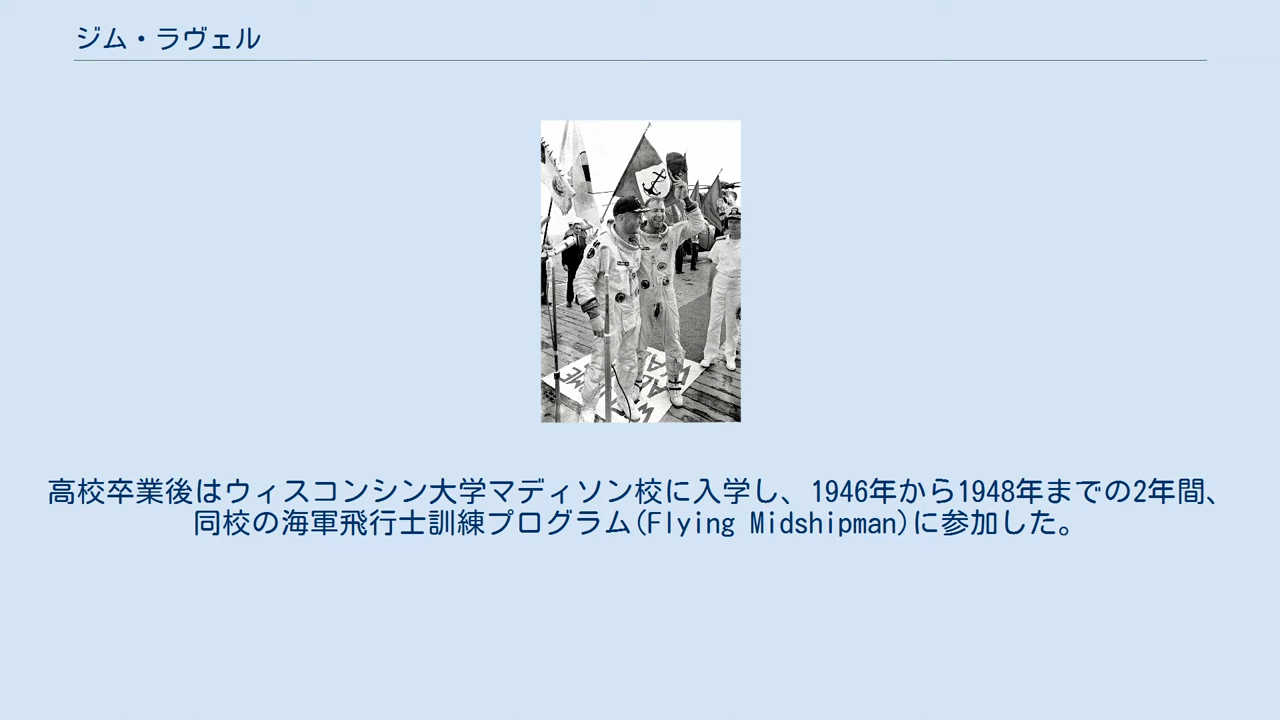 ジム・ラヴェル
高校卒業後はウィスコンシン大学マディソン校に入学し、1946年から1948年までの2年間、
同校の海軍飛行士訓練プログラム(Flying Midshipman)に参加した。